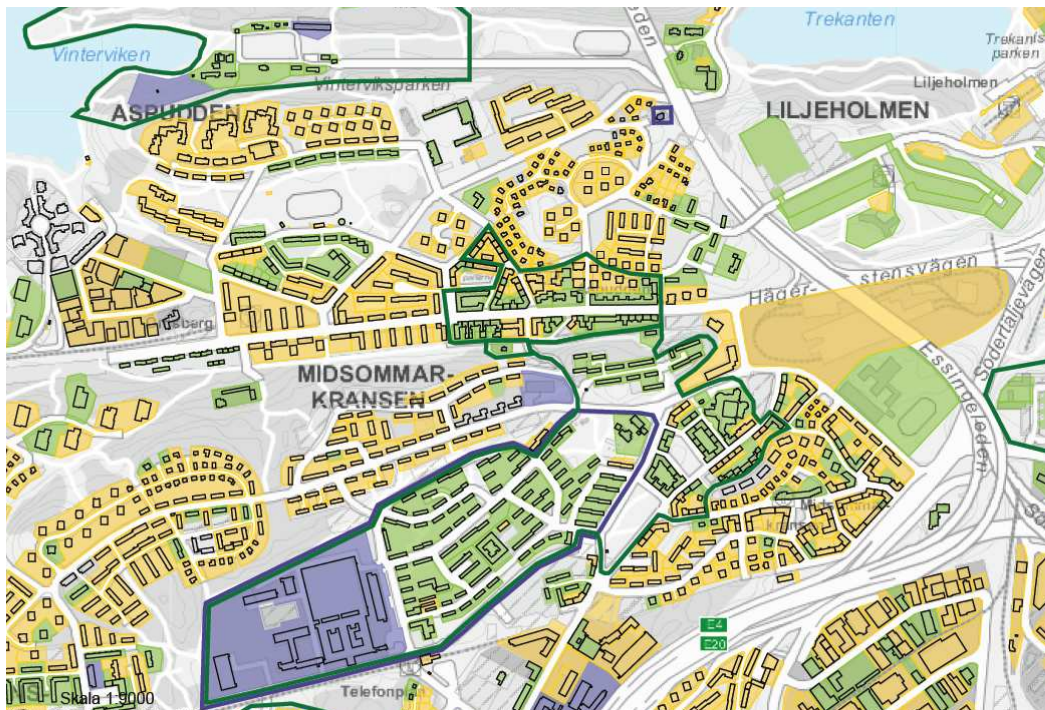 Trekanten
Vinterviken
Trekants
parken
Liljeholmen
Vinterviksparken
ASPUDDEN
LILJEHOLMEN
Häger-
stensvägen
Södertäljevägen
Essingeleden
MIDSOMMAR-
KRANSEN
E4
E20
Telefonplan
Skala 1:9000